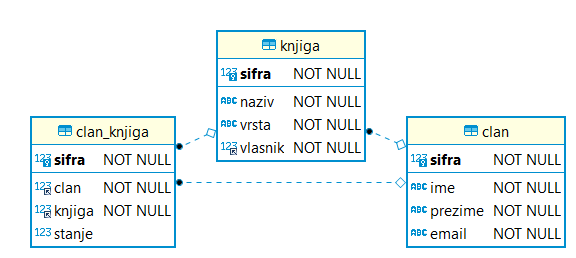 knjiga
123 sifra NOT NULL
ABC naziv NOT NULL
ABC vrsta NOT NULL
123 vlasnik NOT NULL
clan_knjiga
123 sifra NOT NULL
123 clan NOT NULL
123 knjiga NOT NULL
123 stanje
clan
123 sifra NOT NULL
ABC ime NOT NULL
ABC prezime NOT NULL
ABC email NOT NULL